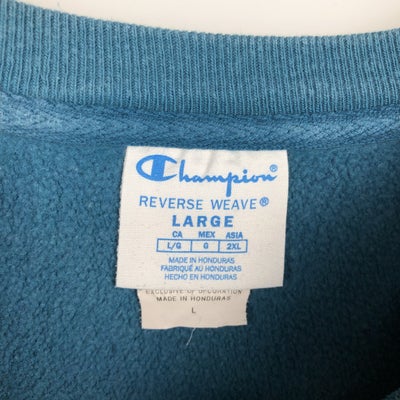 Champion
REVERSE WEAVE®
LARGE
CA MEX ASIA
L/G G 2XL
MADE IN HONDURAS
FABRIQUÉ AU HONDURAS
HECHO EN HONDURAS
EXCLUSIVE OF DECORATION
MADE IN HONDURAS
L